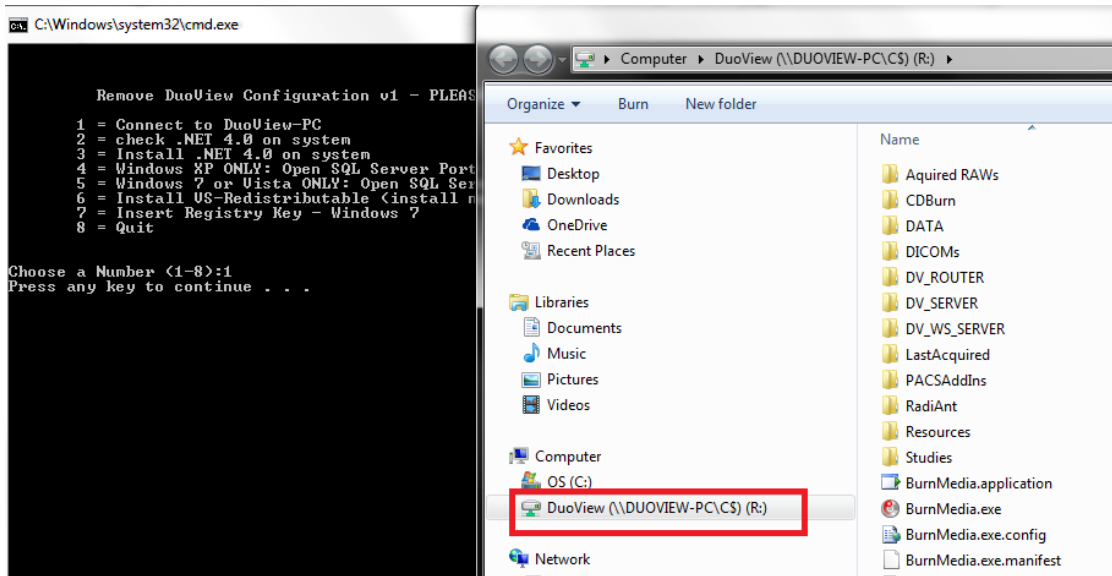 C:\Windows\system32\cmd.exe
Remove DuoView Configuration v1 - PLEAS
1 = Connect to DuoView-PC
2 = check .NET 4.0 on system
3 = Install .NET 4.0 on system
4 = Windows XP ONLY: Open SQL Server Port
5 = Windows 7 or Vista ONLY: Open SQL Ser
6 = Install VS-Redistributable (install n
7 = Insert Registry Key - Windows 7
8 = Quit
Choose a Number (1-8):1
Press any key to continue . . .
Computer DuoView (\\DUOVIEW-PC\C$) (R:)
Organize Burn New folder
Favorites
Desktop
Downloads
OneDrive
Recent Places
Libraries
Documents
Music
Pictures
Videos
Computer
OS (C:)
DuoView (\\DUOVIEW-PC\C$) (R:)
Network
Name
Aquired RAWs
CDBurn
DATA
DICOMs
DV_ROUTER
DV_SERVER
DV_WS_SERVER
LastAcquired
PACSAddIns
RadiAnt
Resources
Studies
BurnMedia.application
BurnMedia.exe
BurnMedia.exe.config
BurnMedia.exe.manifest